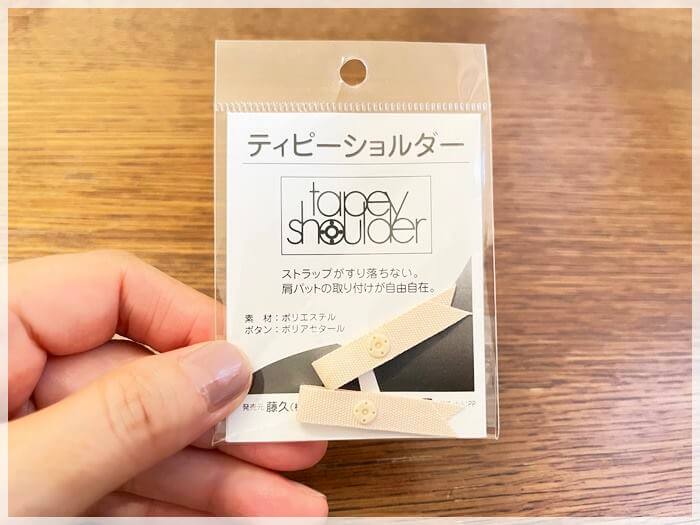 ティピーショルダー
tapey
shoulder
ストラップがすり落ちない。
肩パットの取り付けが自由自在。
素 材：ポリエステル
ボタン：ポリアセタール
発売元 藤久(
PP